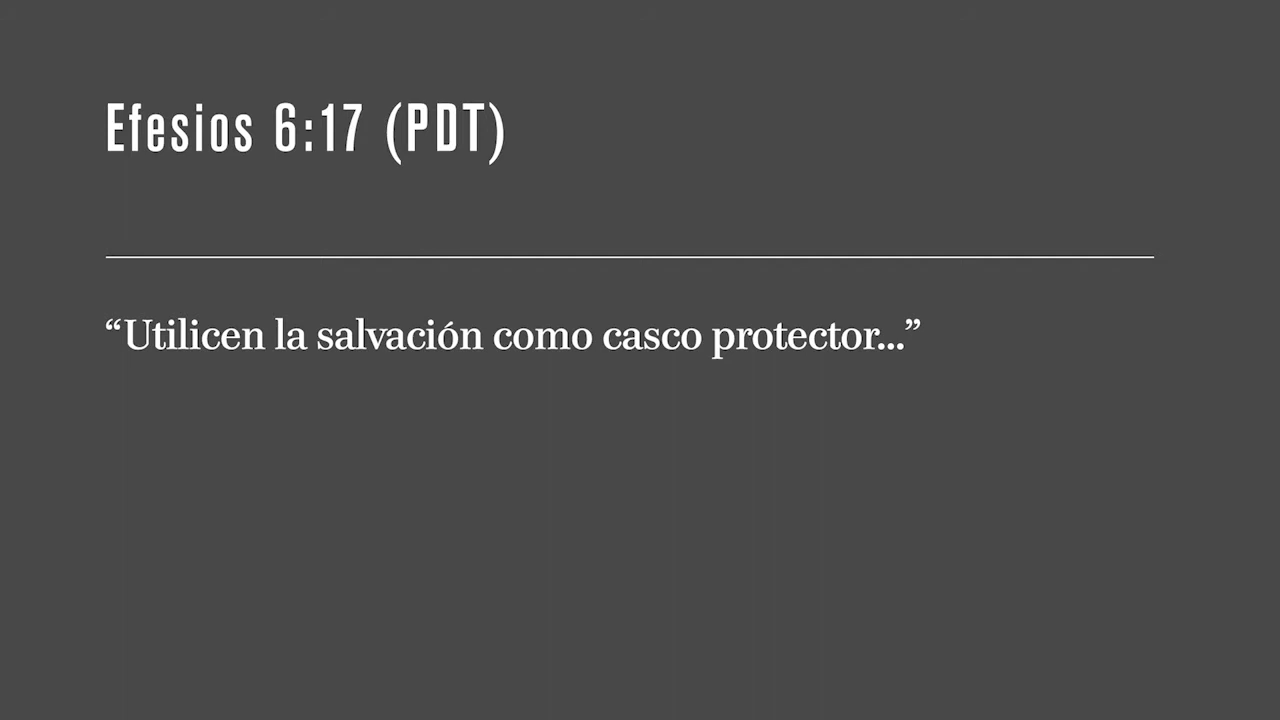 Efesios 6:17 (PDT)
“Utilicen la salvación como casco protector...”